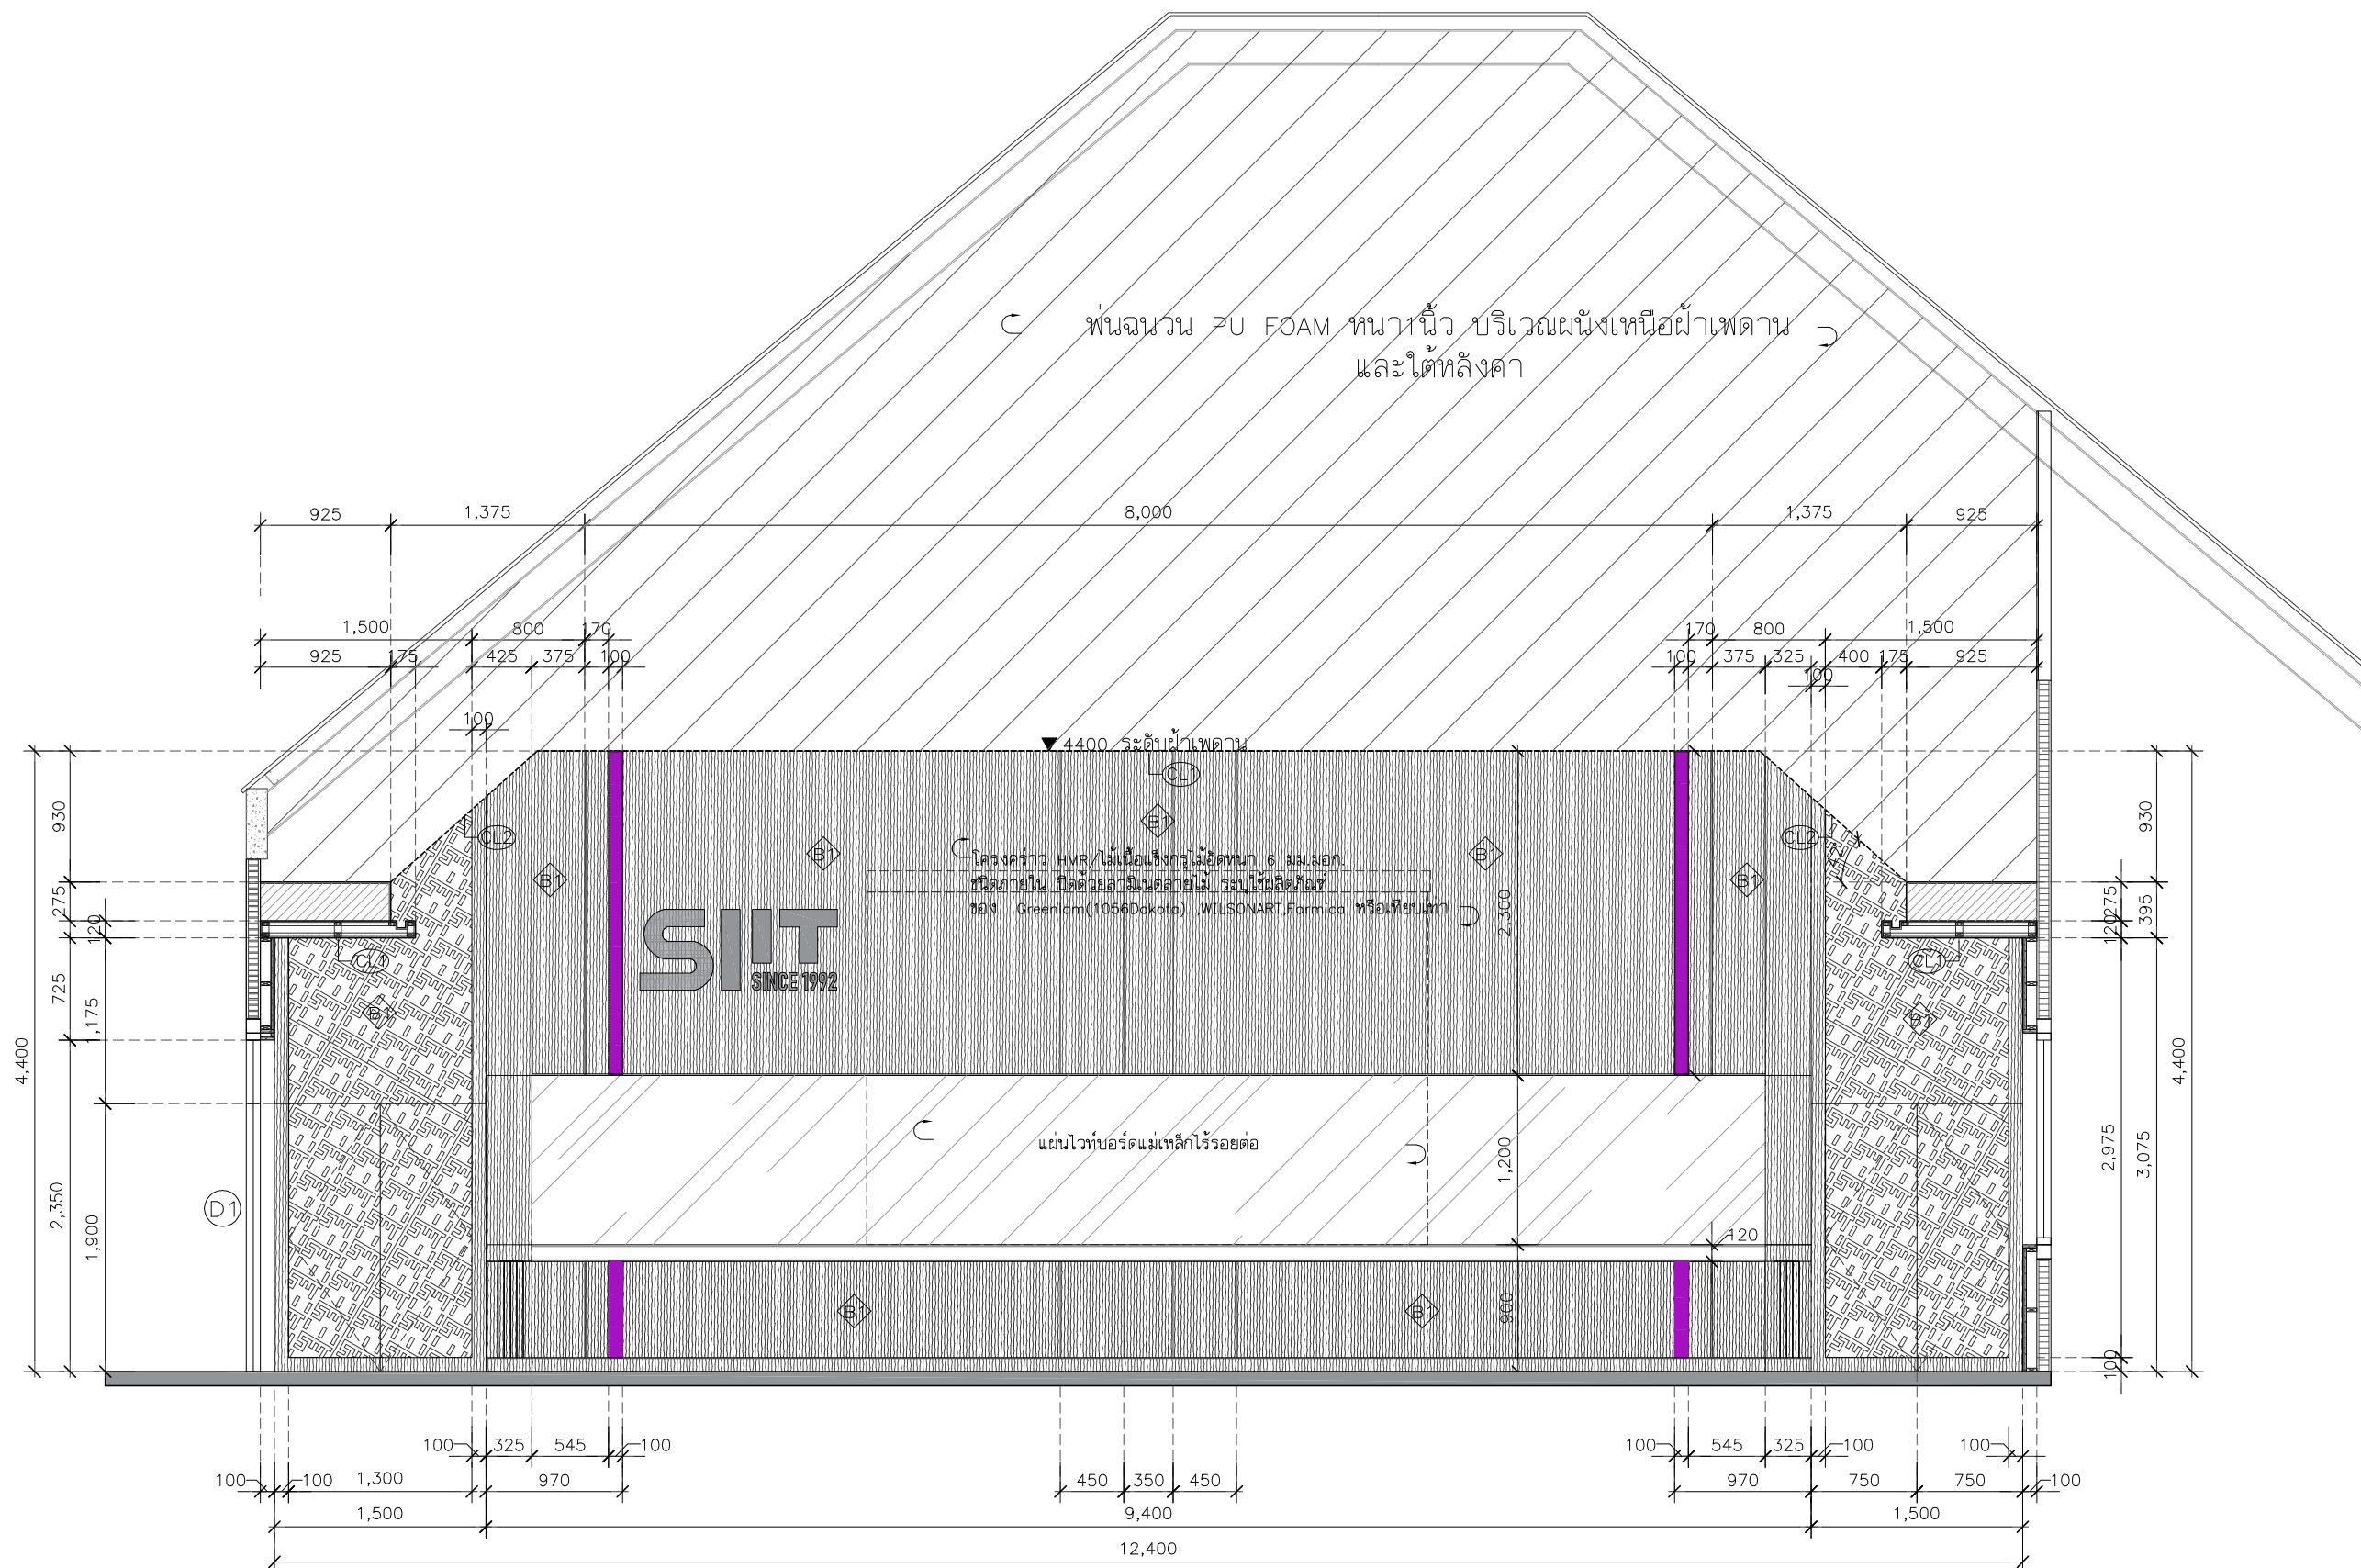 พ่นฉนวน PU FOAM หนา1นิ้ว บริเวณผนังเหนือฝ้าเพดาน
และใต้หลังคา
925 1,375 8,000 1,375 925
1,500 800 170 170 800 1,500
925 175 425 375 100 100 375 325 400 175 925
100
100
4400 ระดับฝ้าเพดาน
CL1
CL2 CL2
B1 B1 B1 B1 B1
โครงคร่าว HMR/ไม้เนื้อแข็งกรุไม้อัดหนา 6 มม.มอก.
ชนิดภายใน ปิดด้วยลามิเนตลายไม้ ระบุใช้ผลิตภัณฑ์
ของ Greenlam(1056Dakota) ,WILSONART,Formica หรือเทียบเท่า
SIIT
SINCE 1992
CL1 CL1
B1
4,400
930
275
120
725
2,350
1,175
1,900
D1
2,300
1,200
900
120
แผ่นไวท์บอร์ดแม่เหล็กไร้รอยต่อ
B1 B1
930
275
120
395
2,975
3,075
100
4,400
100 325 545 100 100 545 325 100 100
100 100 1,300 970 450 350 450 970 750 750 100
1,500 9,400 1,500
12,400